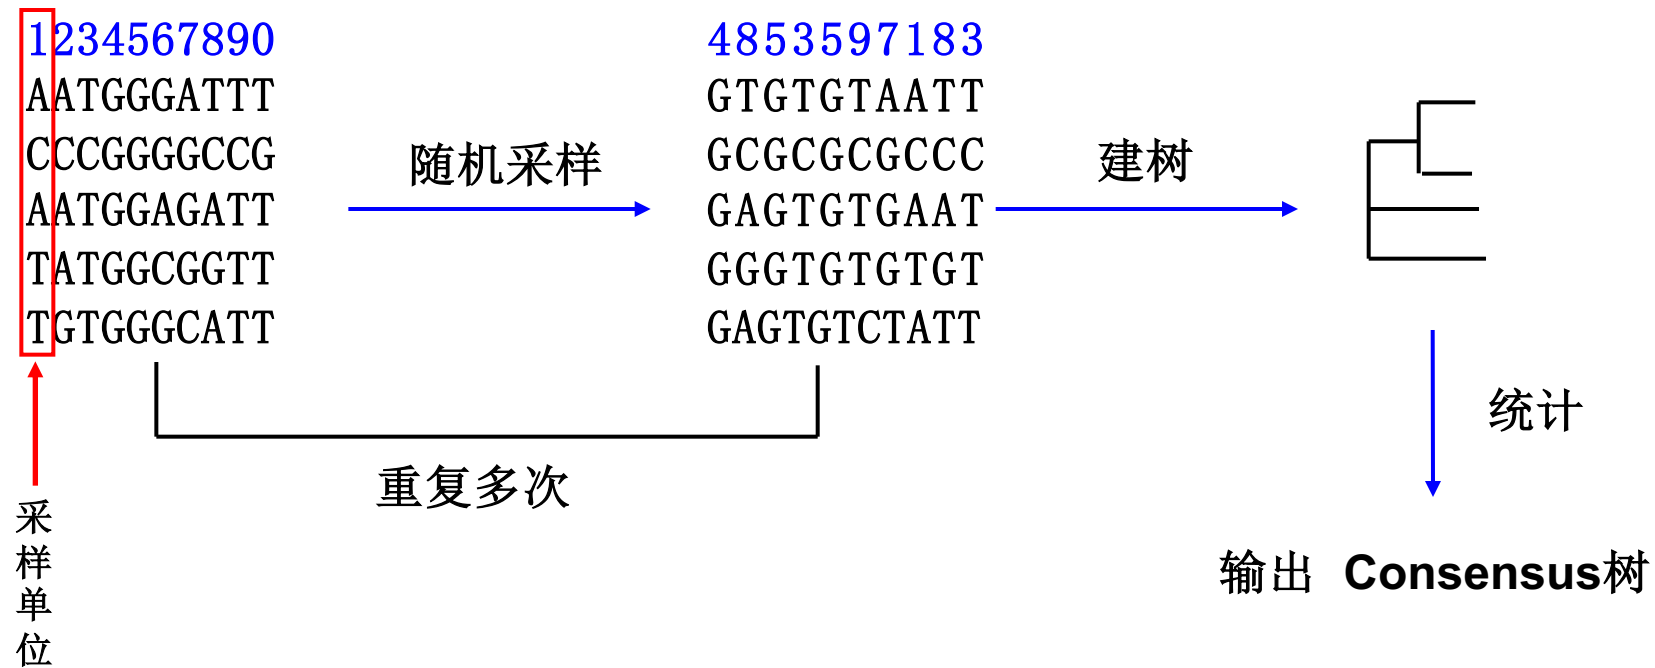 1234567890
AATGGGATTT
CCCGGGGCCG
AATGGAGATT
TATGGCGGTT
TGTGGGCATT
采样单位
随机采样
重复多次
4853597183
GTGTGTAATT
GCGCGCGCCC
GAGTGTGAAT
GGGTGTGTGT
GAGTGTCTATT
建树
统计
输出 Consensus树